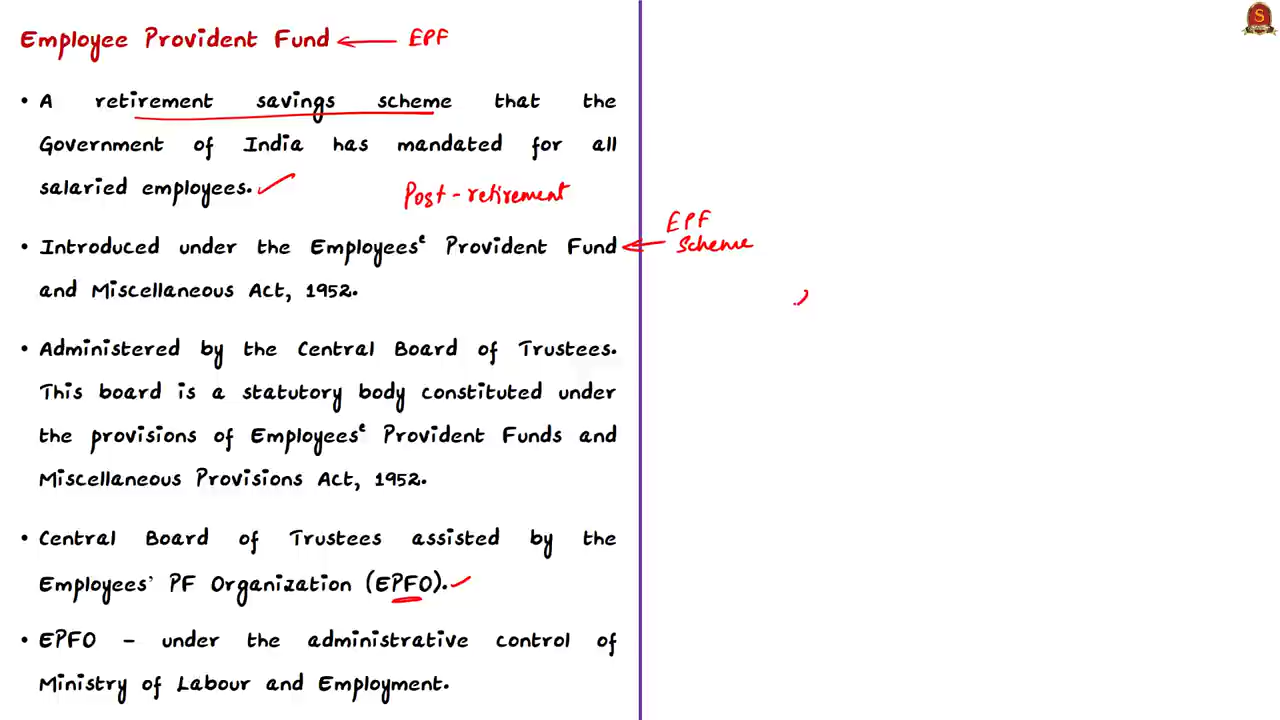 Employee Provident Fund ← EPF
• A retirement savings scheme that the
Government of India has mandated for all
salaried employees.
Post-retirement
EPF
Scheme
• Introduced under the Employees‘ Provident Fund
and Miscellaneous Act, 1952.
• Administered by the Central Board of Trustees.
This board is a statutory body constituted under
the provisions of Employees‘ Provident Funds and
Miscellaneous Provisions Act, 1952.
• Central Board of Trustees assisted by the
Employees' PF Organization (EPFO).
• EPFO – under the administrative control of
Ministry of Labour and Employment.